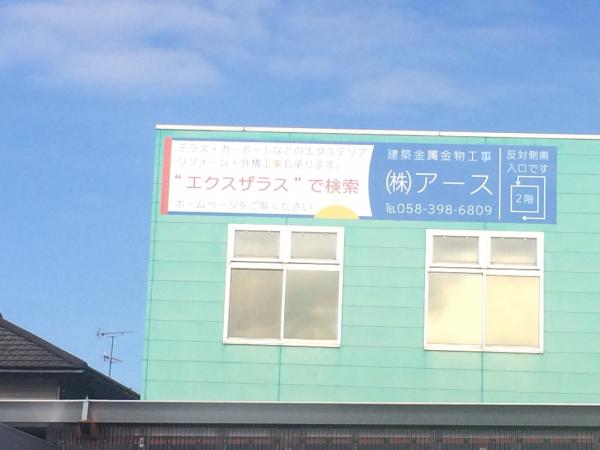 テラス・カーポートなどのエクステリア
リフォーム・外構工事も承ります。
“エクスザラス”で検索
ホームページをご覧ください
建築金属金物工事
㈱アース
℡058-398-6809
反対側奥
入口です
2階